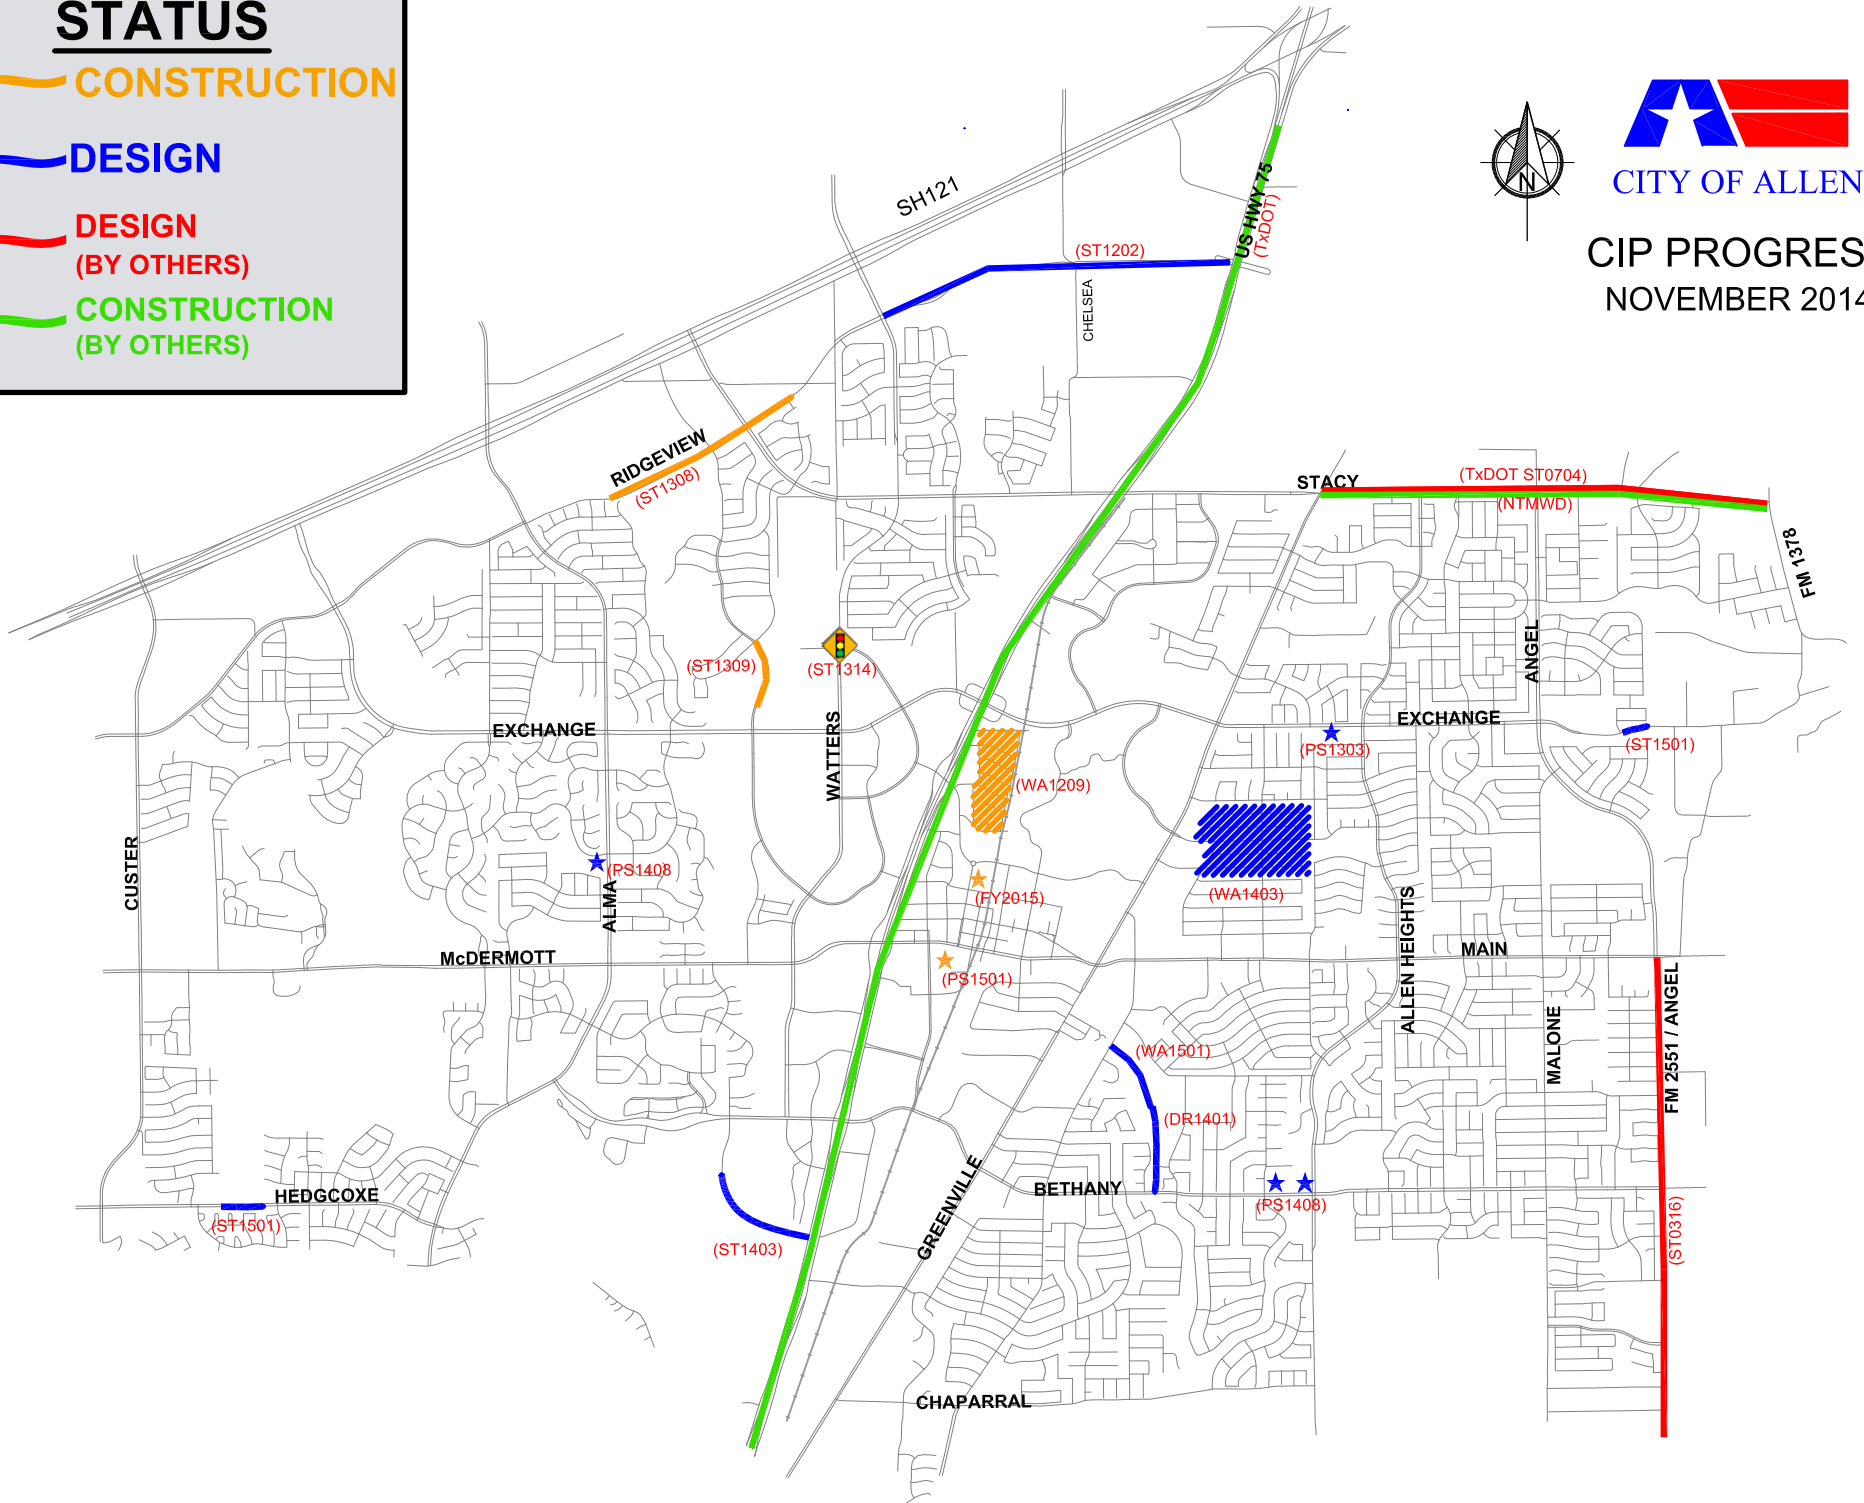 STATUS
CONSTRUCTION
DESIGN
DESIGN
(BY OTHERS)
CONSTRUCTION
(BY OTHERS)
N
CITY OF ALLEN
CIP PROGRES
NOVEMBER 2014
SH121
US HWY 75
(TxDOT)
(ST1202)
CHELSEA
RIDGEVIEW
(ST1308)
STACY
(TxDOT ST0704)
(NTMWD)
FM 1378
ANGEL
(ST1309)
(ST1314)
WATTERS
EXCHANGE
EXCHANGE
(PS1303)
(ST1501)
(WA1209)
CUSTER
(PS1408
ALMA
(FY2015)
(WA1403)
ALLEN HEIGHTS
McDERMOTT
MAIN
(PS1501)
FM 2551 / ANGEL
MALONE
(WA1501)
(DR1401)
GREENVILLE
BETHANY
(PS1408)
HEDGCOXE
(ST1501)
(ST1403)
(ST0316)
CHAPARRAL